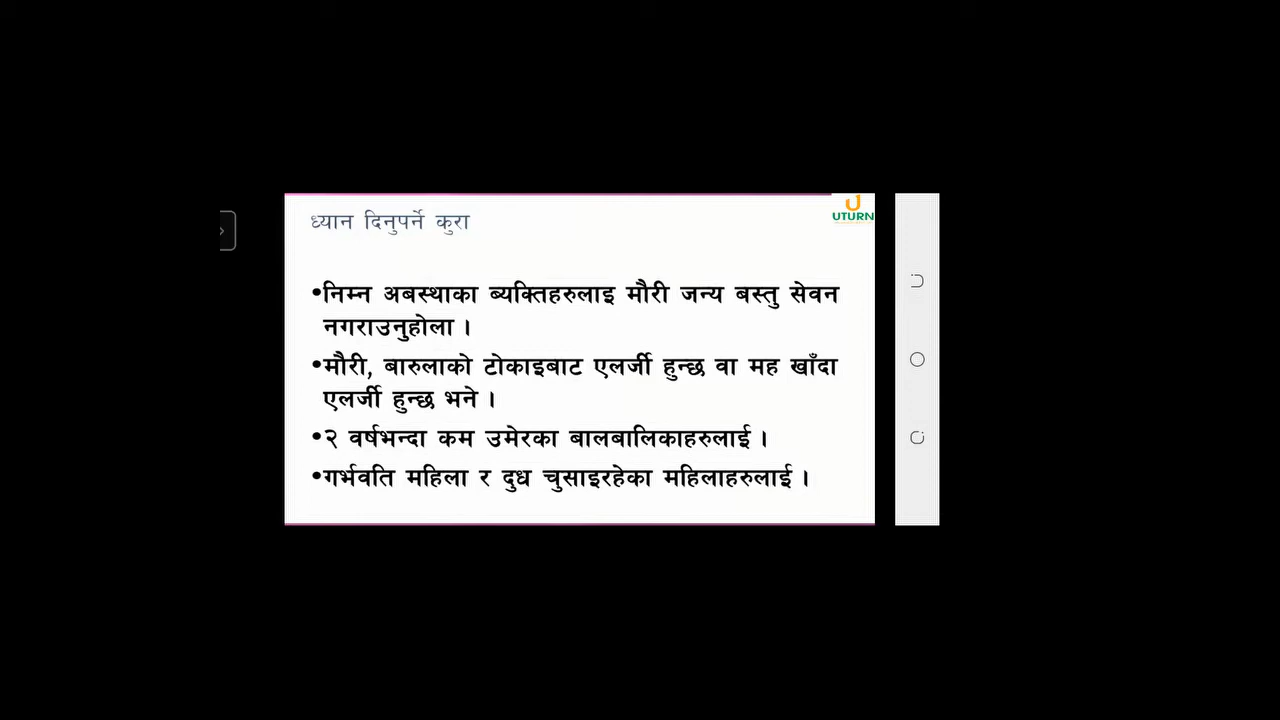 ध्यान दिनुपर्ने कुरा
UTURN
•निम्न अबस्थाका ब्यक्तिहरुलाइ मौरी जन्य बस्तु सेवन
नगराउनुहोला ।
•मौरी, बारुलाको टोकाइबाट एलर्जी हुन्छ वा मह खाँदा
एलर्जी हुन्छ भने ।
•२ वर्षभन्दा कम उमेरका बालबालिकाहरुलाई ।
•गर्भवति महिला र दुध चुसाइरहेका महिलाहरुलाई ।